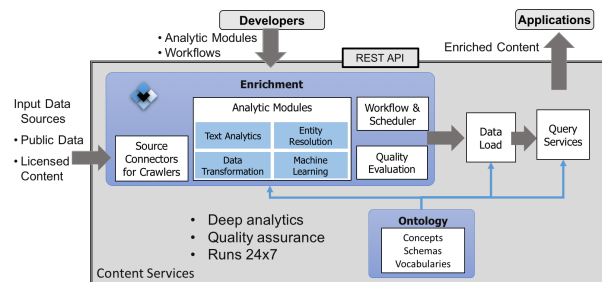 Developers
• Analytic Modules
• Workflows
Applications
Enriched Content
REST API
Input Data
Sources
• Public Data
• Licensed
Content
Enrichment
Source
Connectors
for Crawlers
Analytic Modules
Text Analytics
Entity
Resolution
Data
Transformation
Machine
Learning
Workflow &
Scheduler
Quality
Evaluation
Data
Load
Query
Services
• Deep analytics
• Quality assurance
• Runs 24x7
Ontology
Concepts
Schemas
Vocabularies
Content Services